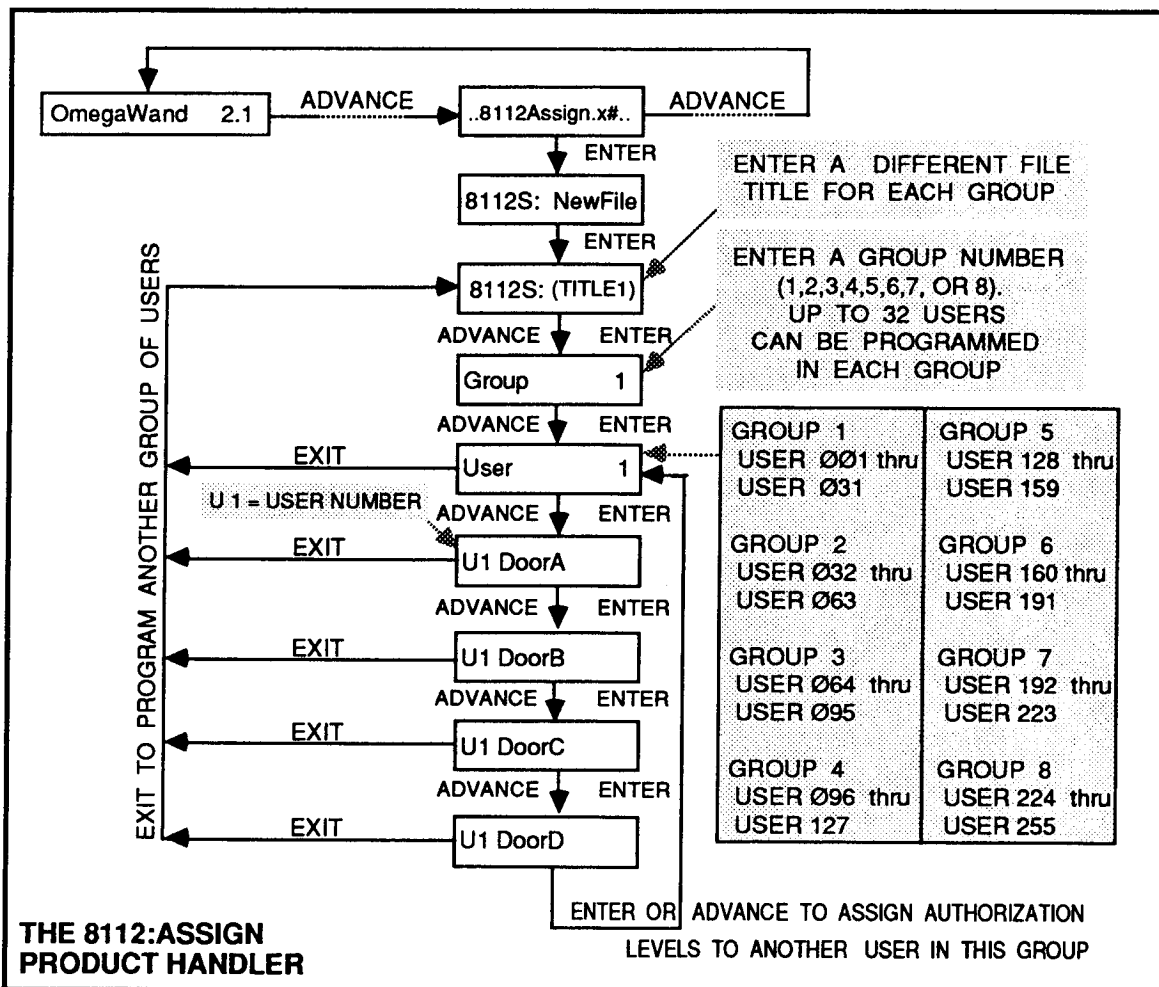 OmegaWand 2.1
ADVANCE
..8112Assign.x#..
ADVANCE
ENTER
8112S: NewFile
ENTER
8112S: (TITLE1)
ADVANCE ENTER
Group 1
ADVANCE ENTER
User 1
EXIT
U 1 = USER NUMBER
ADVANCE ENTER
U1 DoorA
EXIT
ADVANCE ENTER
U1 DoorB
EXIT
ADVANCE ENTER
U1 DoorC
EXIT
ADVANCE ENTER
U1 DoorD
EXIT
EXIT TO PROGRAM ANOTHER GROUP OF USERS
ENTER A DIFFERENT FILE
TITLE FOR EACH GROUP
ENTER A GROUP NUMBER
(1,2,3,4,5,6,7, OR 8).
UP TO 32 USERS
CAN BE PROGRAMMED
IN EACH GROUP
GROUP 1
USER ØØ1 thru
USER Ø31
GROUP 2
USER Ø32 thru
USER Ø63
GROUP 3
USER Ø64 thru
USER Ø95
GROUP 4
USER Ø96 thru
USER 127
GROUP 5
USER 128 thru
USER 159
GROUP 6
USER 160 thru
USER 191
GROUP 7
USER 192 thru
USER 223
GROUP 8
USER 224 thru
USER 255
ENTER OR ADVANCE TO ASSIGN AUTHORIZATION
LEVELS TO ANOTHER USER IN THIS GROUP
THE 8112:ASSIGN
PRODUCT HANDLER